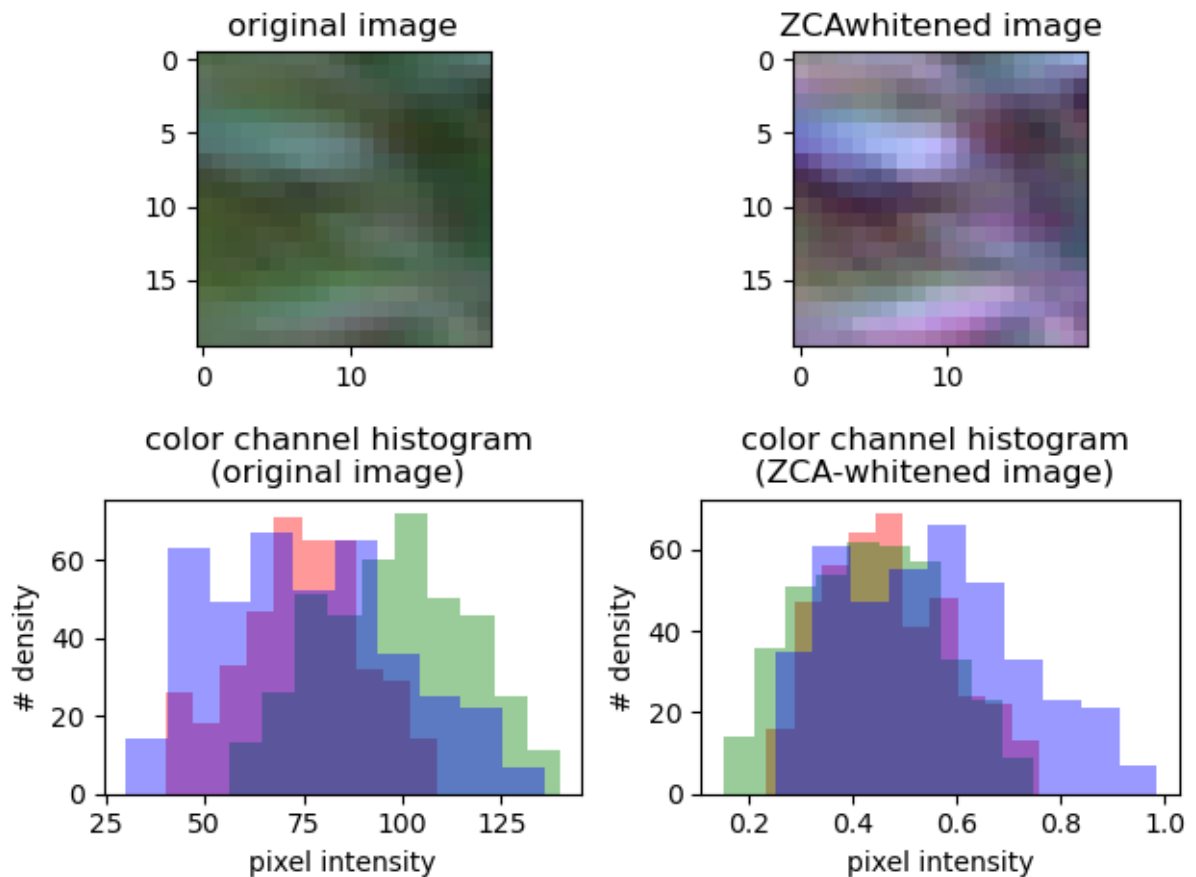 original image
ZCAwhitened image
0
5
10
15
0 10
0
5
10
15
0 10
color channel histogram
(original image)
color channel histogram
(ZCA-whitened image)
# density
60
40
20
0
25 50 75 100 125
pixel intensity
# density
60
40
20
0
0.2 0.4 0.6 0.8 1.0
pixel intensity